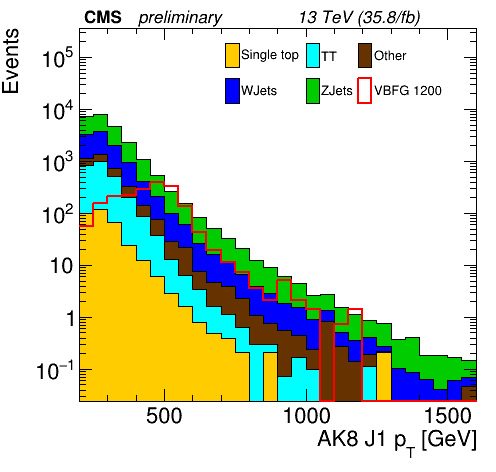 CMS preliminary 13 TeV (35.8/fb)
Events
Single top TT Other
WJets ZJets VBFG 1200
10^5
10^4
10^3
10^2
10
1
10^−1
500 1000 1500
AK8 J1 p_T [GeV]